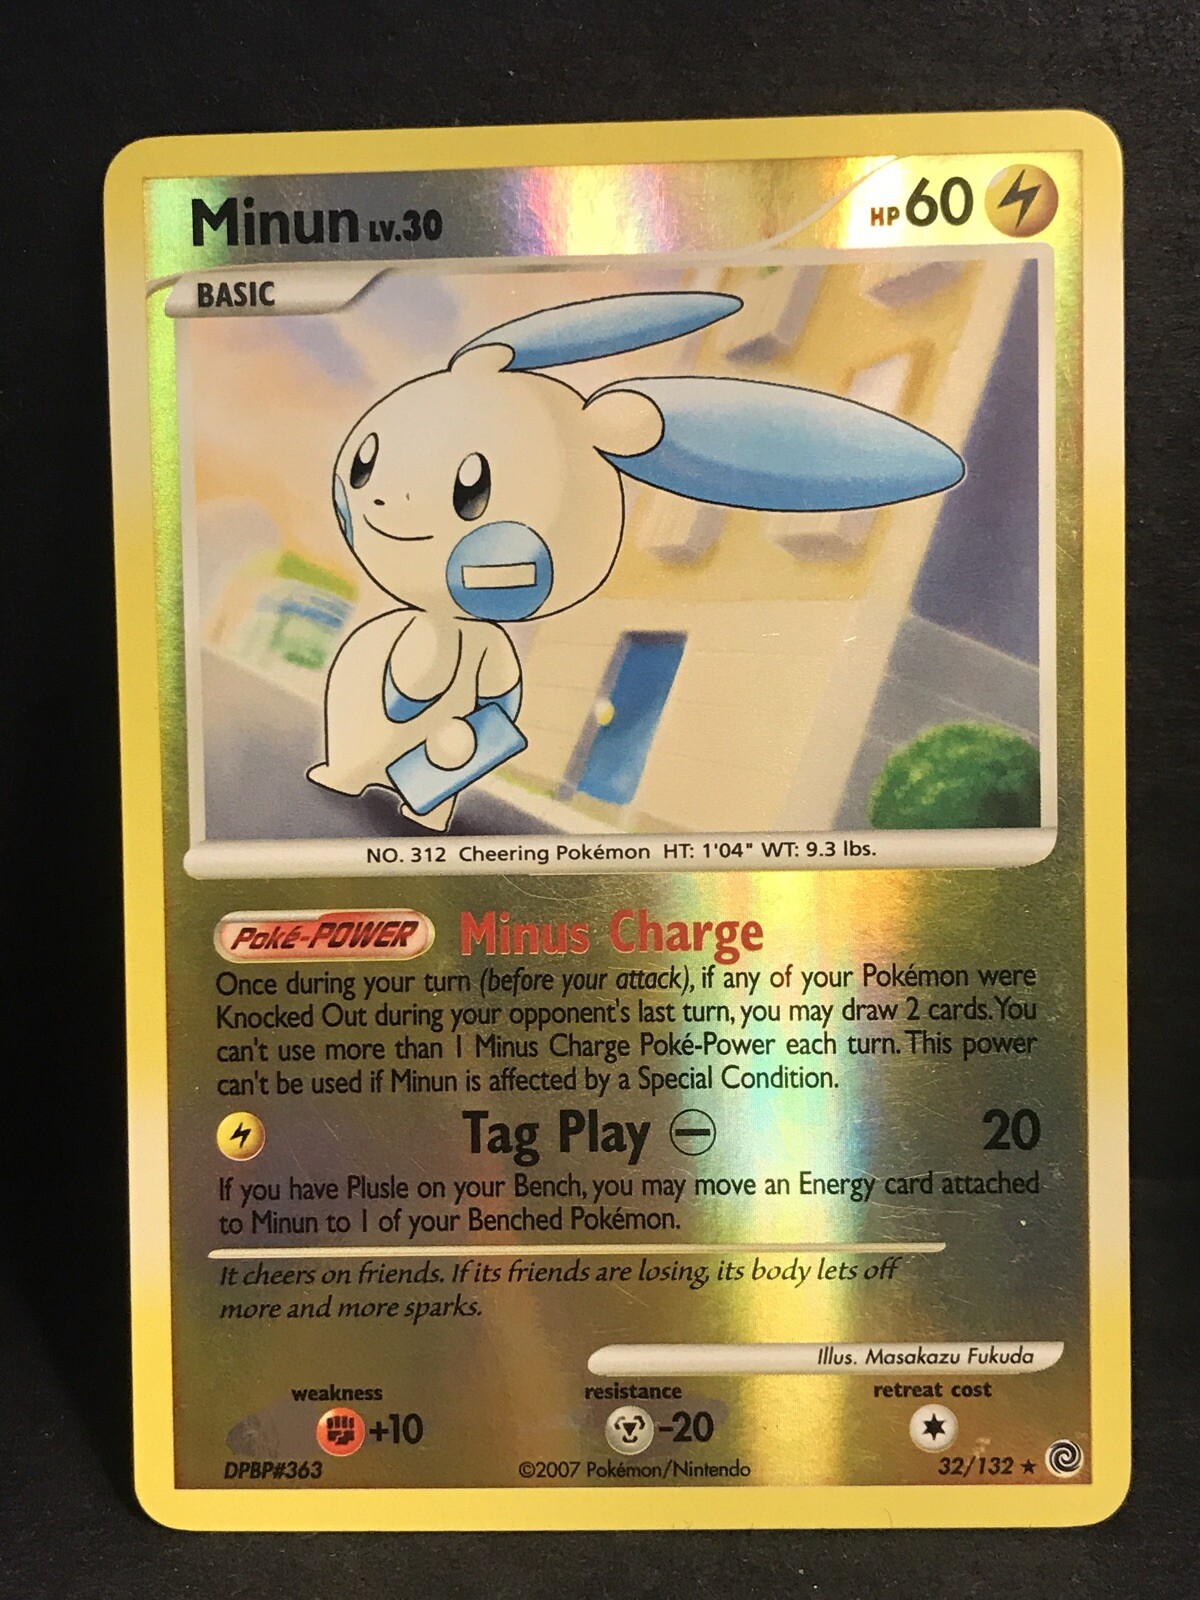 Minun LV.30 HP 60
BASIC
NO. 312 Cheering Pokémon HT: 1'04" WT: 9.3 lbs.
Poké-POWER Minus Charge
Once during your turn (before your attack), if any of your Pokémon were
Knocked Out during your opponent's last turn, you may draw 2 cards. You
can't use more than 1 Minus Charge Poké-Power each turn. This power
can't be used if Minun is affected by a Special Condition.
Tag Play 20
If you have Plusle on your Bench, you may move an Energy card attached
to Minun to 1 of your Benched Pokémon.
It cheers on friends. If its friends are losing, its body lets off
more and more sparks.
Illus. Masakazu Fukuda
weakness resistance retreat cost
+10 -20
DPBP#363 ©2007 Pokémon/Nintendo 32/132 ★